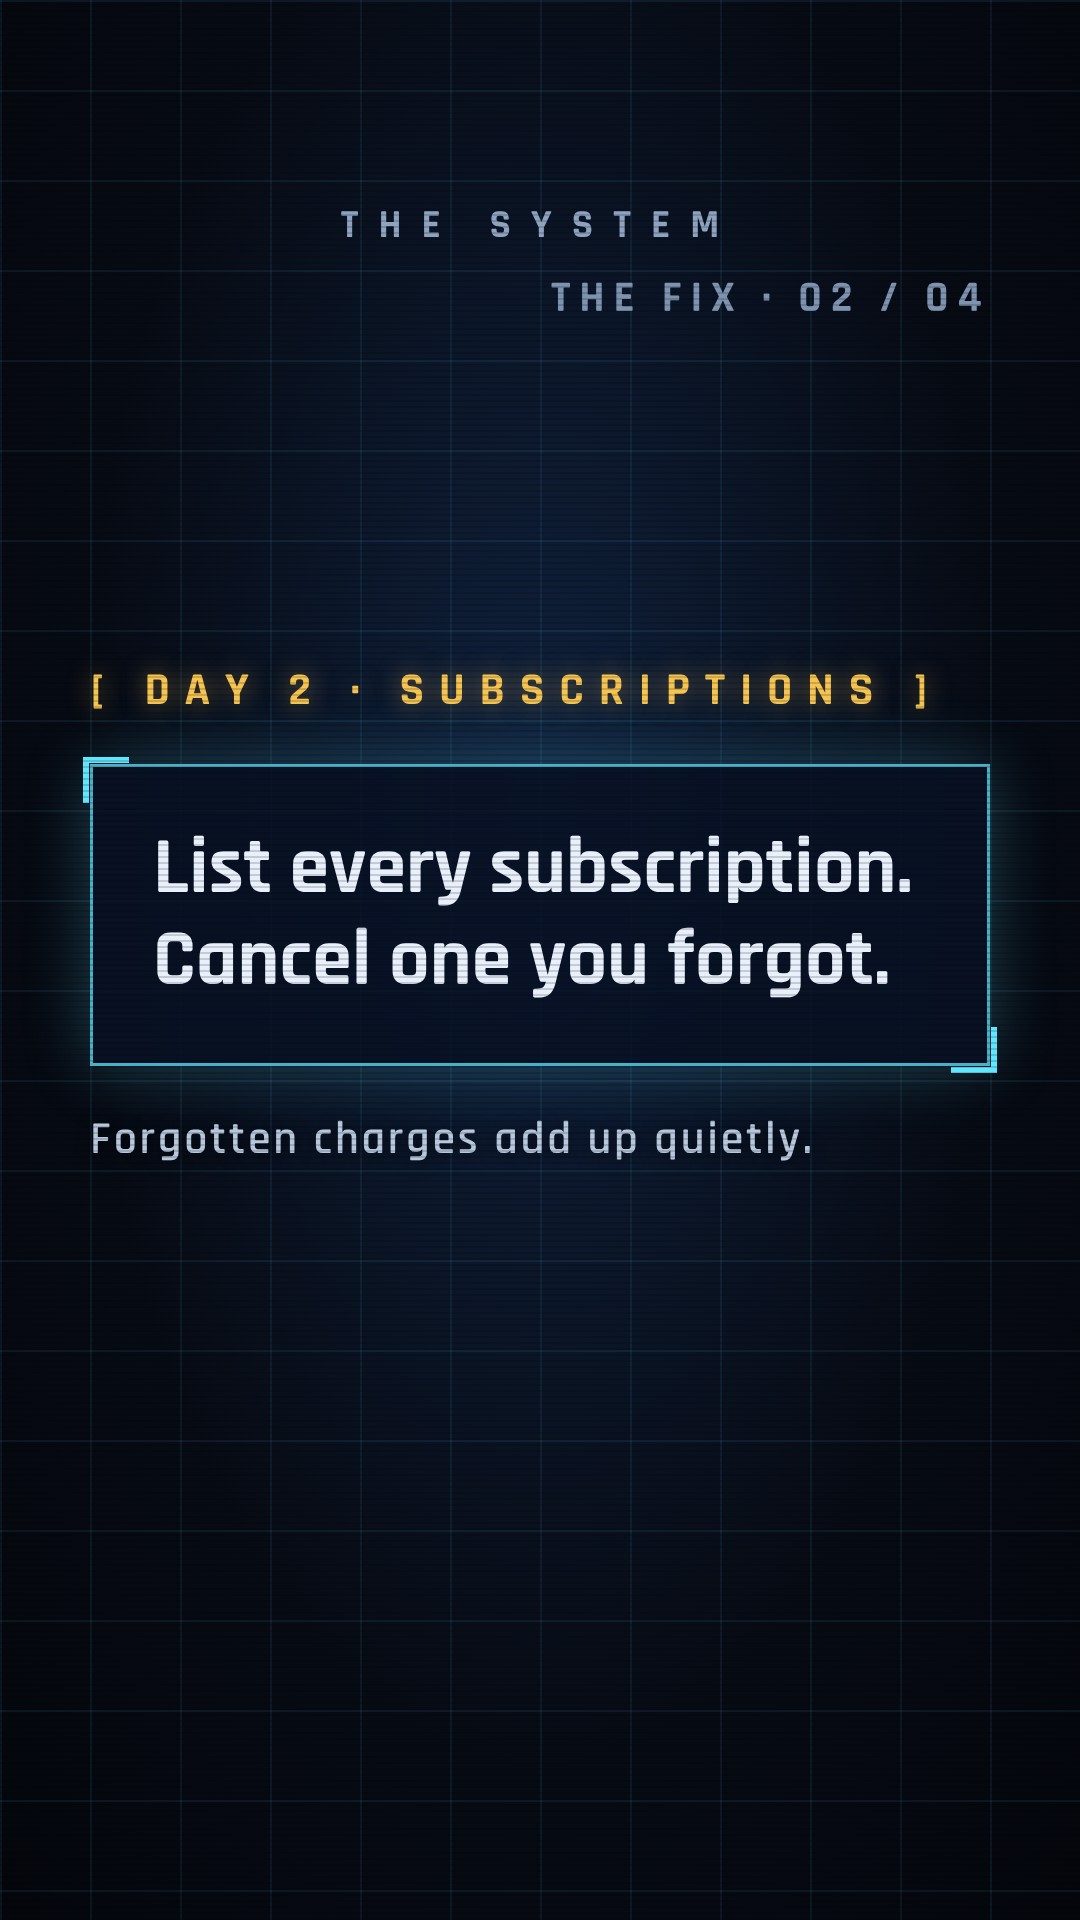 THE SYSTEM
THE FIX · 02 / 04
[ DAY 2 · SUBSCRIPTIONS ]
List every subscription.
Cancel one you forgot.
Forgotten charges add up quietly.